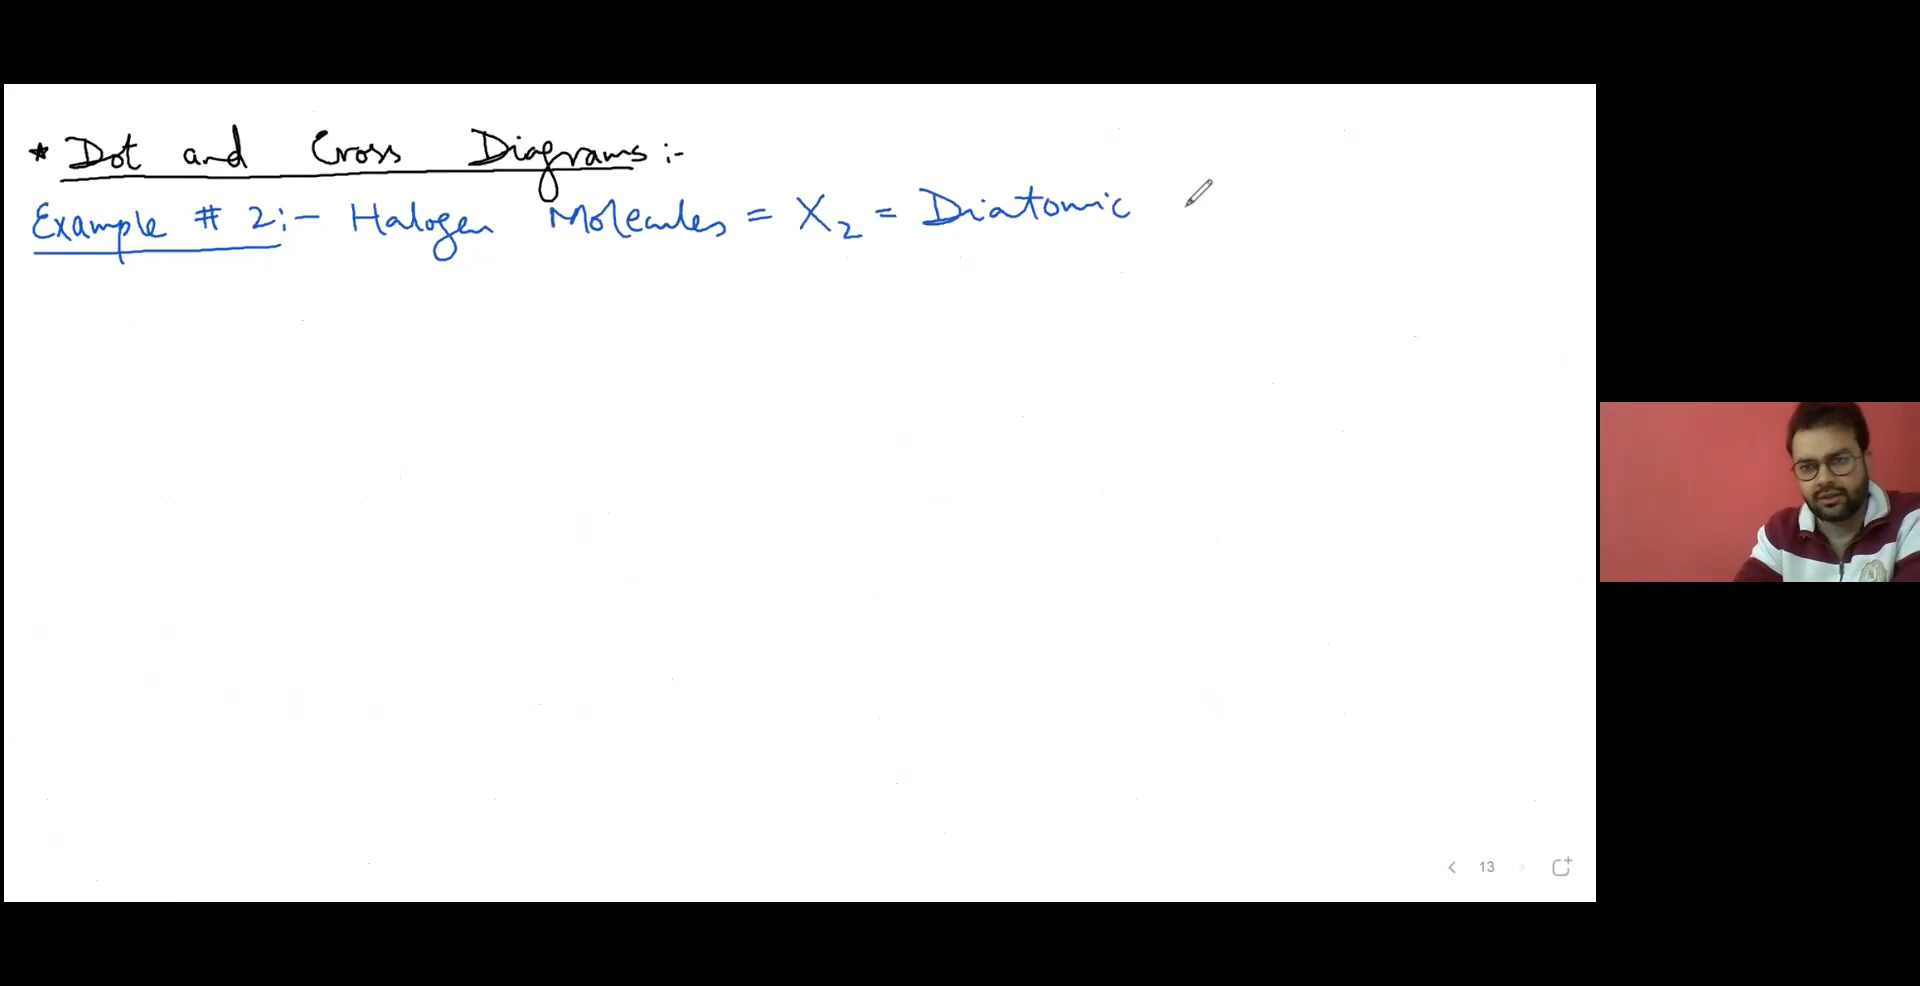 * Dot and Cross Diagrams :-
Example # 2:- Halogen Molecules = X₂ = Diatomic
< 13 >